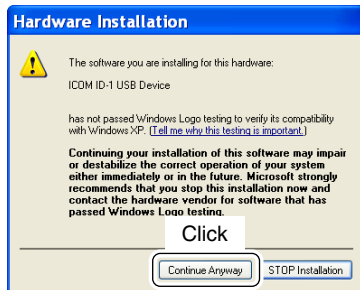 Hardware Installation
The software you are installing for this hardware:
ICOM ID-1 USB Device
has not passed Windows Logo testing to verify its compatibility
with Windows XP. (Tell me why this testing is important.)
Continuing your installation of this software may impair
or destabilize the correct operation of your system
either immediately or in the future. Microsoft strongly
recommends that you stop this installation now and
contact the hardware vendor for software that has
passed Windows Logo testing.
Click
Continue Anyway STOP Installation